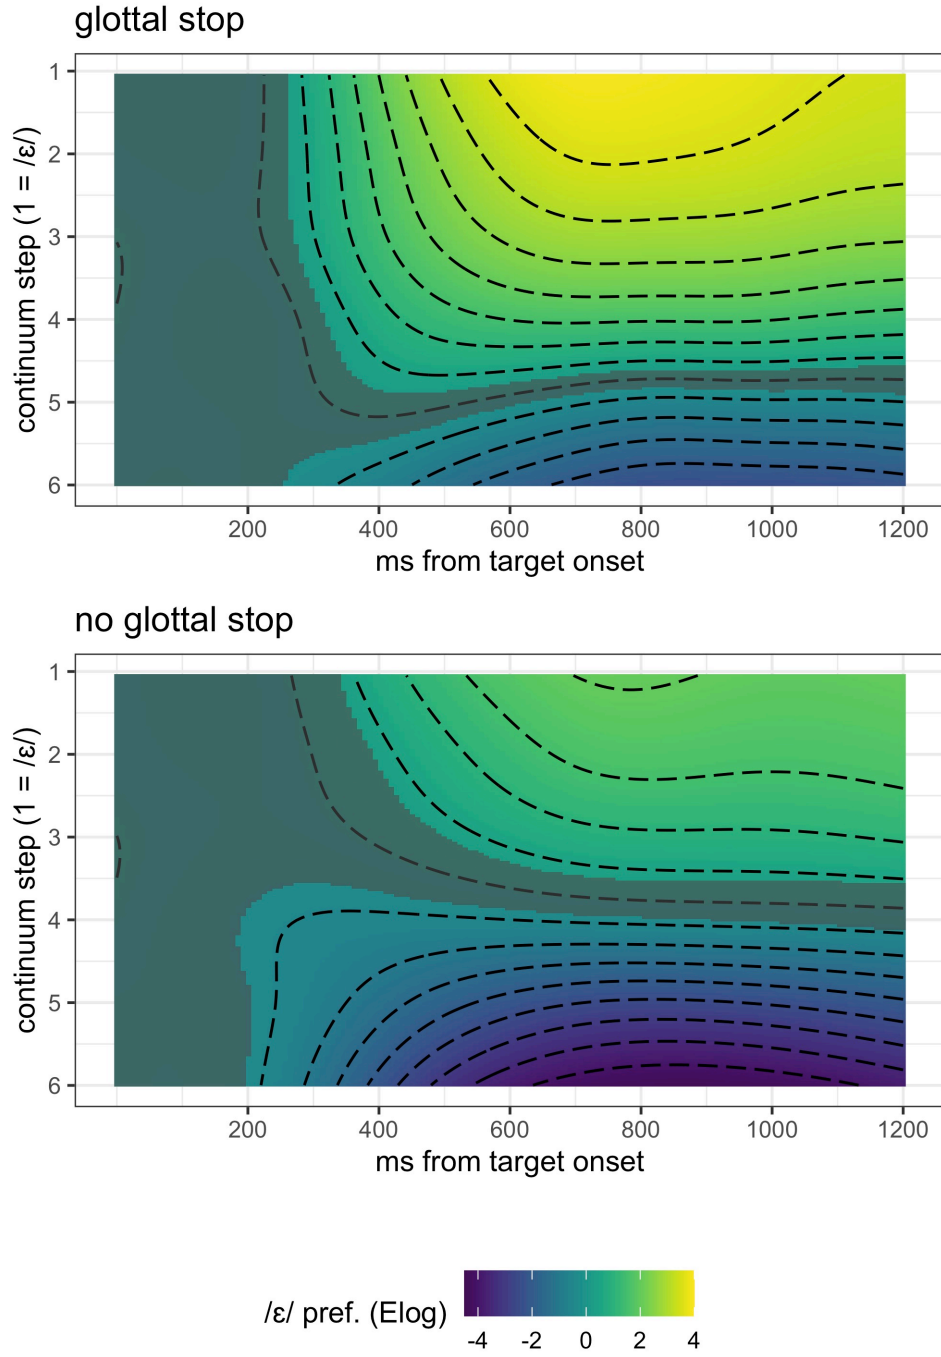 glottal stop
continuum step (1 = /ε/)
1
2
3
4
5
6
200 400 600 800 1000 1200
ms from target onset
no glottal stop
continuum step (1 = /ε/)
1
2
3
4
5
6
200 400 600 800 1000 1200
ms from target onset
/ε/ pref. (Elog)
-4 -2 0 2 4